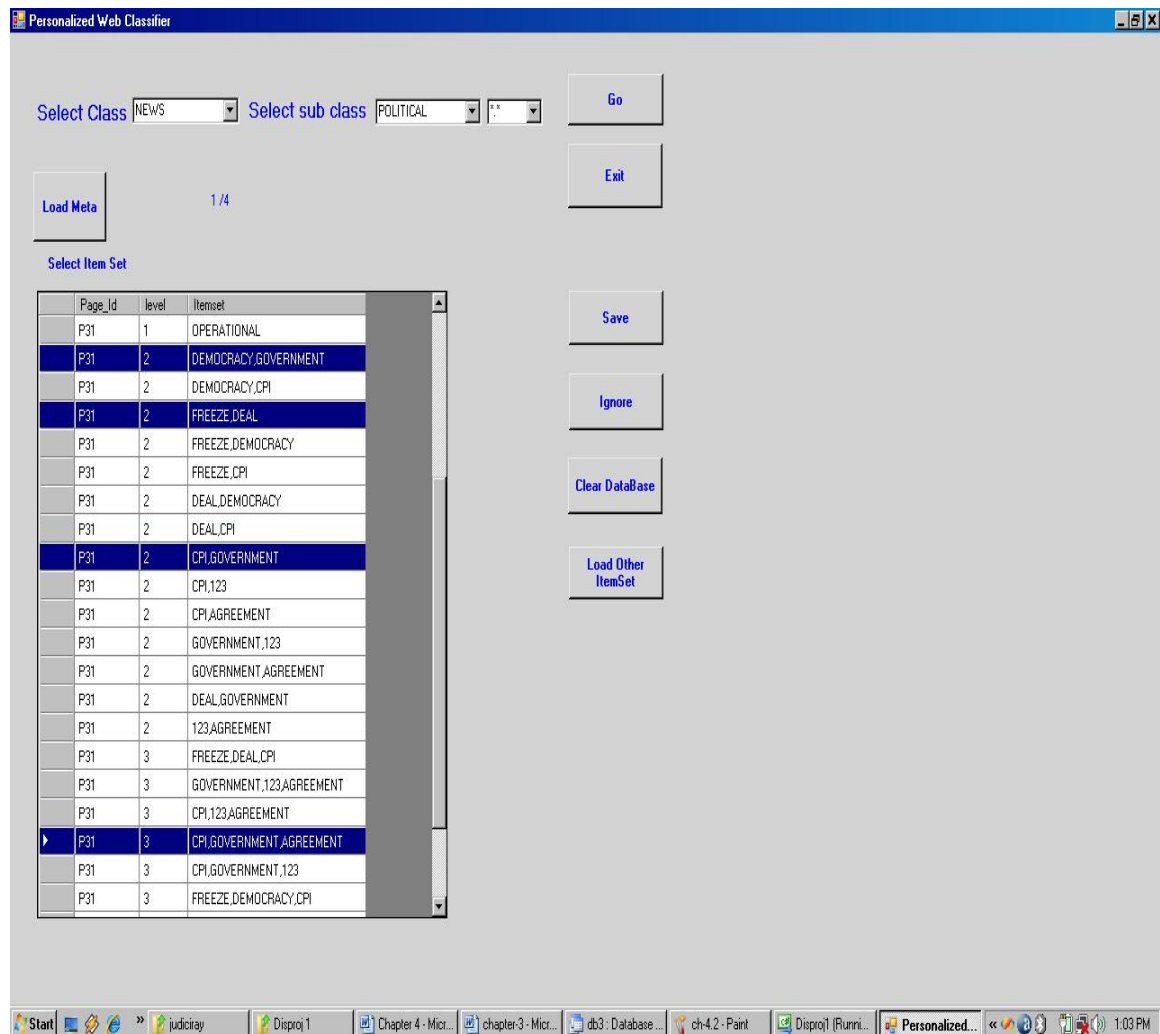 Personalized Web Classifier
Select Class NEWS Select sub class POLITICAL *.* Go
Exit
Load Meta 1 /4
Select Item Set
Page_Id level Itemset
P31 1 OPERATIONAL
P31 2 DEMOCRACY,GOVERNMENT
P31 2 DEMOCRACY,CPI
P31 2 FREEZE,DEAL
P31 2 FREEZE,DEMOCRACY
P31 2 FREEZE,CPI
P31 2 DEAL,DEMOCRACY
P31 2 DEAL,CPI
P31 2 CPI,GOVERNMENT
P31 2 CPI,123
P31 2 CPI,AGREEMENT
P31 2 GOVERNMENT,123
P31 2 GOVERNMENT,AGREEMENT
P31 2 DEAL,GOVERNMENT
P31 2 123,AGREEMENT
P31 3 FREEZE,DEAL,CPI
P31 3 GOVERNMENT,123,AGREEMENT
P31 3 CPI,123,AGREEMENT
P31 3 CPI,GOVERNMENT,AGREEMENT
P31 3 CPI,GOVERNMENT,123
P31 3 FREEZE,DEMOCRACY,CPI
Save
Ignore
Clear DataBase
Load Other
ItemSet
Start » judiciray Disproj 1 Chapter 4 - Micr... chapter-3 - Micr... db3 : Database ... ch-4.2 - Paint Disproj1 (Runni... Personalized... « 1:03 PM